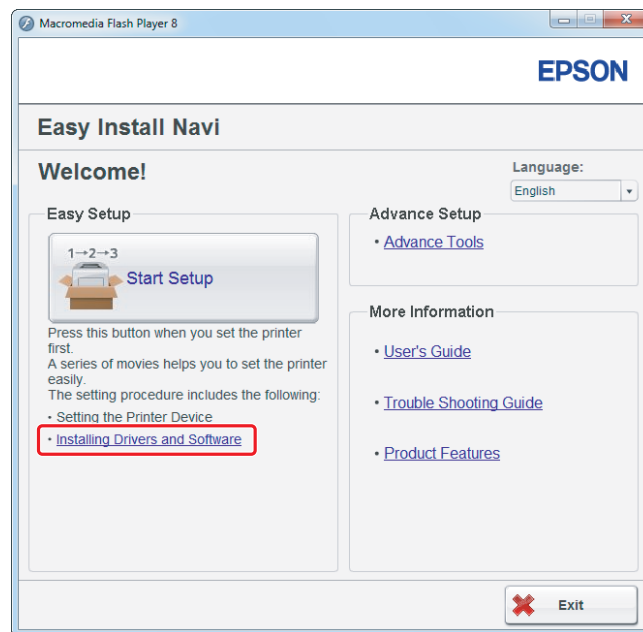 Macromedia Flash Player 8
EPSON
Easy Install Navi
Welcome!
Language:
English
Easy Setup
1→2→3
Start Setup
Press this button when you set the printer
first.
A series of movies helps you to set the printer
easily.
The setting procedure includes the following:
• Setting the Printer Device
• Installing Drivers and Software
Advance Setup
• Advance Tools
More Information
• User's Guide
• Trouble Shooting Guide
• Product Features
Exit